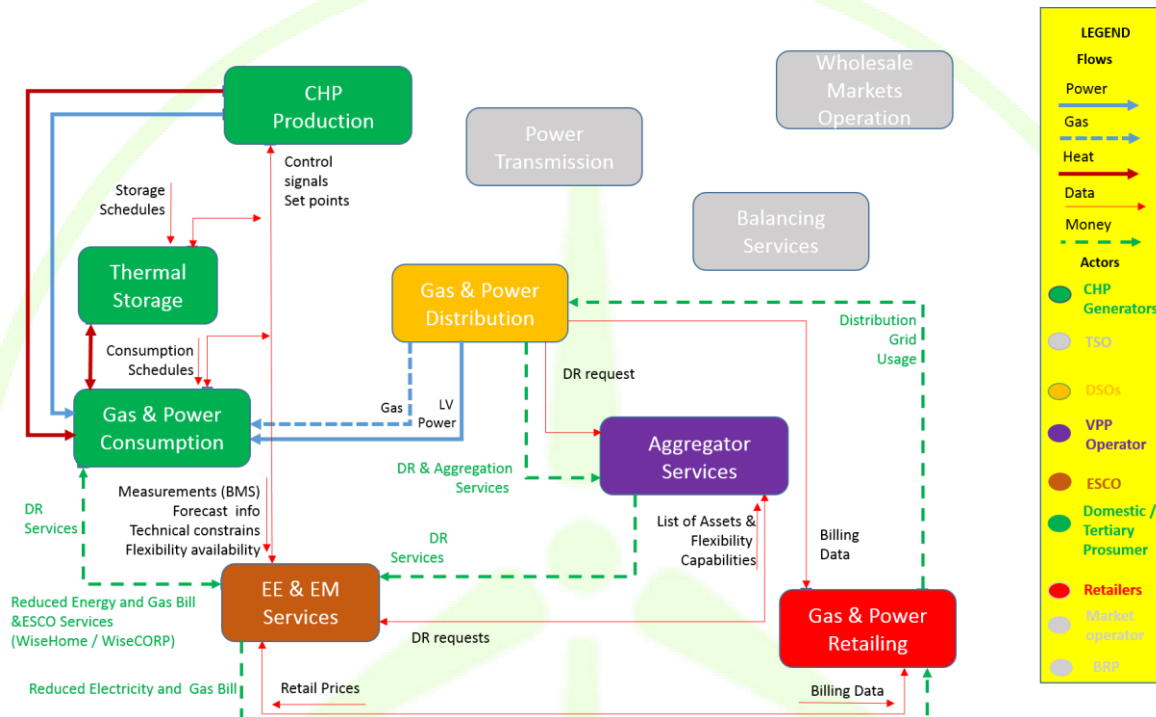 CHP
Production
Wholesale
Markets
Operation
Power
Transmission
Control
signals
Set points
Storage
Schedules
Balancing
Services
Thermal
Storage
Gas & Power
Distribution
Distribution
Grid
Usage
Consumption
Schedules
DR request
Gas
LV
Power
Gas & Power
Consumption
Aggregator
Services
DR & Aggregation
Services
Measurements (BMS)
Forecast info
Technical constrains
Flexibility availability
DR
Services
List of Assets &
Flexibility
Capabilities
DR
Services
Billing
Data
EE & EM
Services
Reduced Energy and Gas Bill
&ESCO Services
(WiseHome / WiseCORP)
DR requests
Gas & Power
Retailing
Reduced Electricity and Gas Bill
Retail Prices
Billing Data
LEGEND
Flows
Power
Gas
Heat
Data
Money
Actors
CHP
Generators
TSO
DSOs
VPP
Operator
ESCO
Domestic /
Tertiary
Prosumer
Retailers
Market
operator
BRP